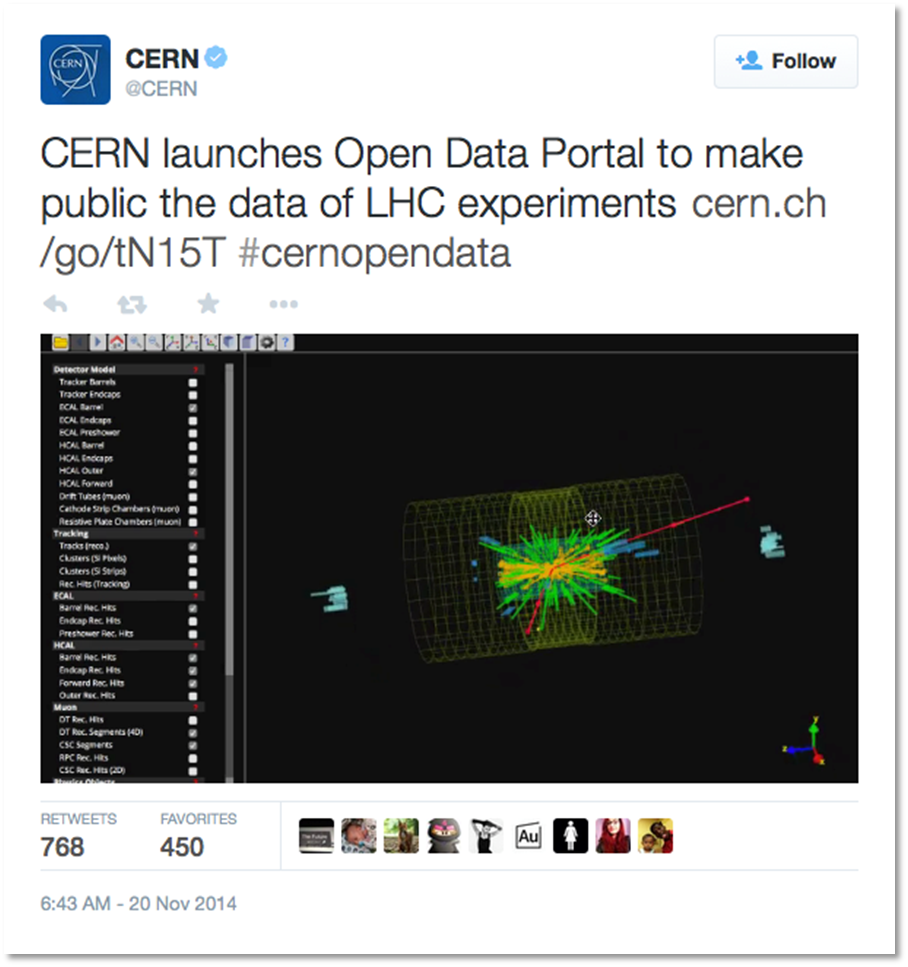 CERN
CERN
@CERN
Follow
CERN launches Open Data Portal to make
public the data of LHC experiments cern.ch
/go/tN15T #cernopendata
?
Detector Model ?
Tracker Barrels
Tracker Endcaps
ECAL Barrel
ECAL Endcaps
ECAL Preshower
HCAL Barrel
HCAL Endcaps
HCAL Outer
HCAL Forward
Drift Tubes (muon)
Cathode Strip Chambers (muon)
Resistive Plate Chambers (muon)
Tracking ?
Tracks (reco.)
Clusters (Si Pixels)
Clusters (Si Strips)
Rec. Hits (Tracking)
ECAL ?
Barrel Rec. Hits
Endcap Rec. Hits
Preshower Rec. Hits
HCAL ?
Barrel Rec. Hits
Endcap Rec. Hits
Forward Rec. Hits
Outer Rec. Hits
Muon ?
DT Rec. Hits
DT Rec. Segments (4D)
CSC Segments
RPC Rec. Hits
CSC Rec. Hits (2D)
Physics Objects
y
z
x
RETWEETS FAVORITES
768 450
The Future
Au
6:43 AM - 20 Nov 2014